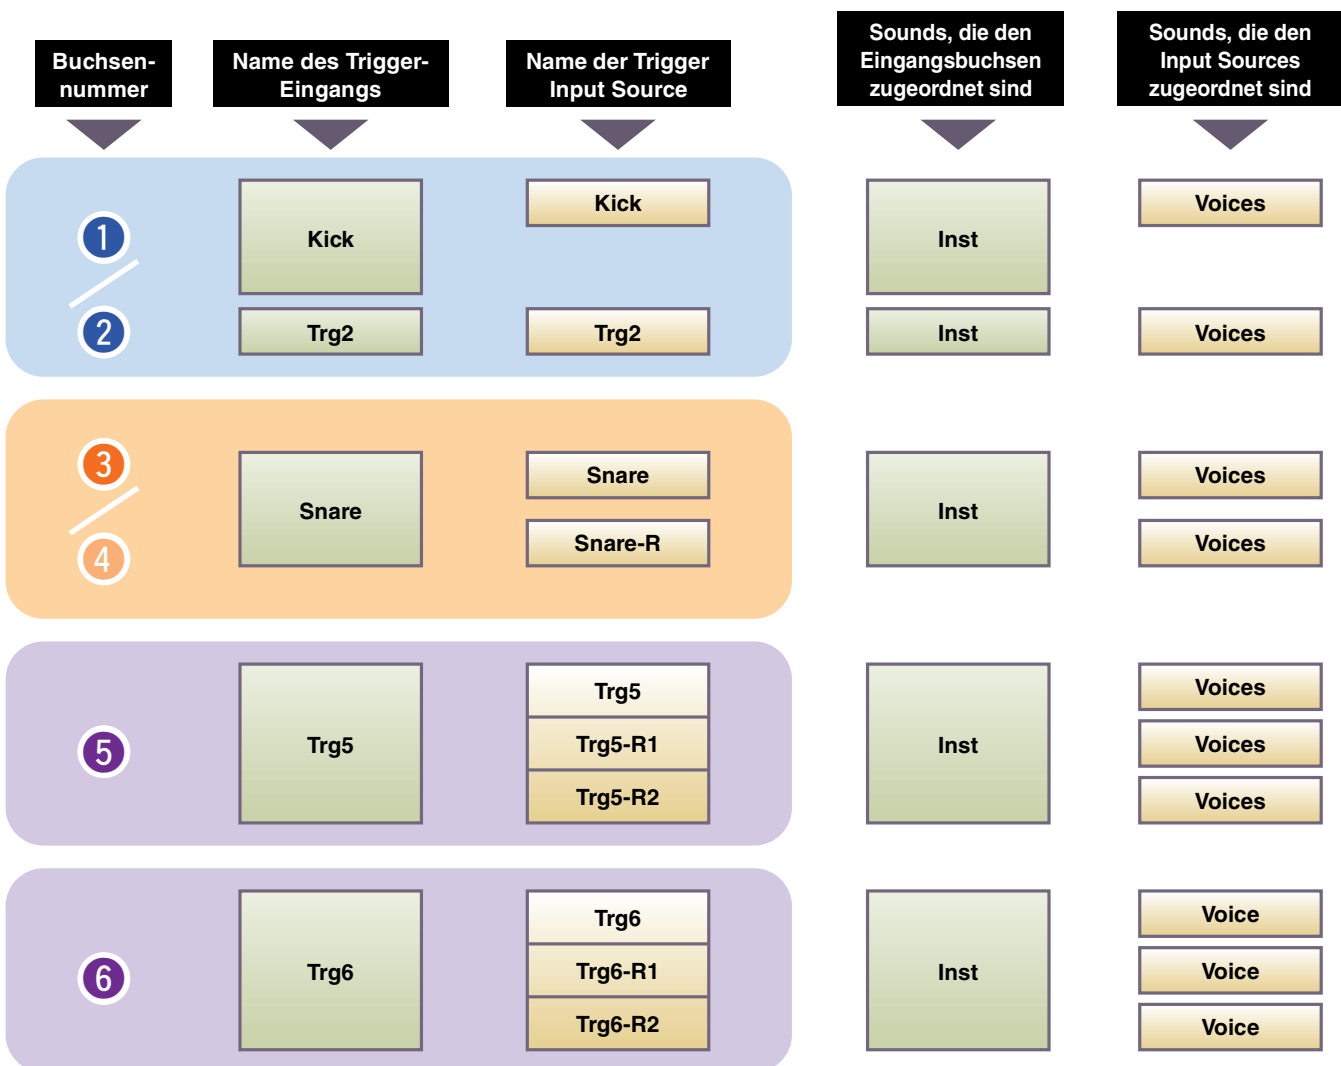 Buchsen-
nummer
Name des Trigger-
Eingangs
Name der Trigger
Input Source
Sounds, die den
Eingangsbuchsen
zugeordnet sind
Sounds, die den
Input Sources
zugeordnet sind
1
Kick
Kick
Inst
Voices
2
Trg2
Trg2
Inst
Voices
3
4
Snare
Snare
Snare-R
Inst
Voices
Voices
5
Trg5
Trg5
Trg5-R1
Trg5-R2
Inst
Voices
Voices
Voices
6
Trg6
Trg6
Trg6-R1
Trg6-R2
Inst
Voice
Voice
Voice